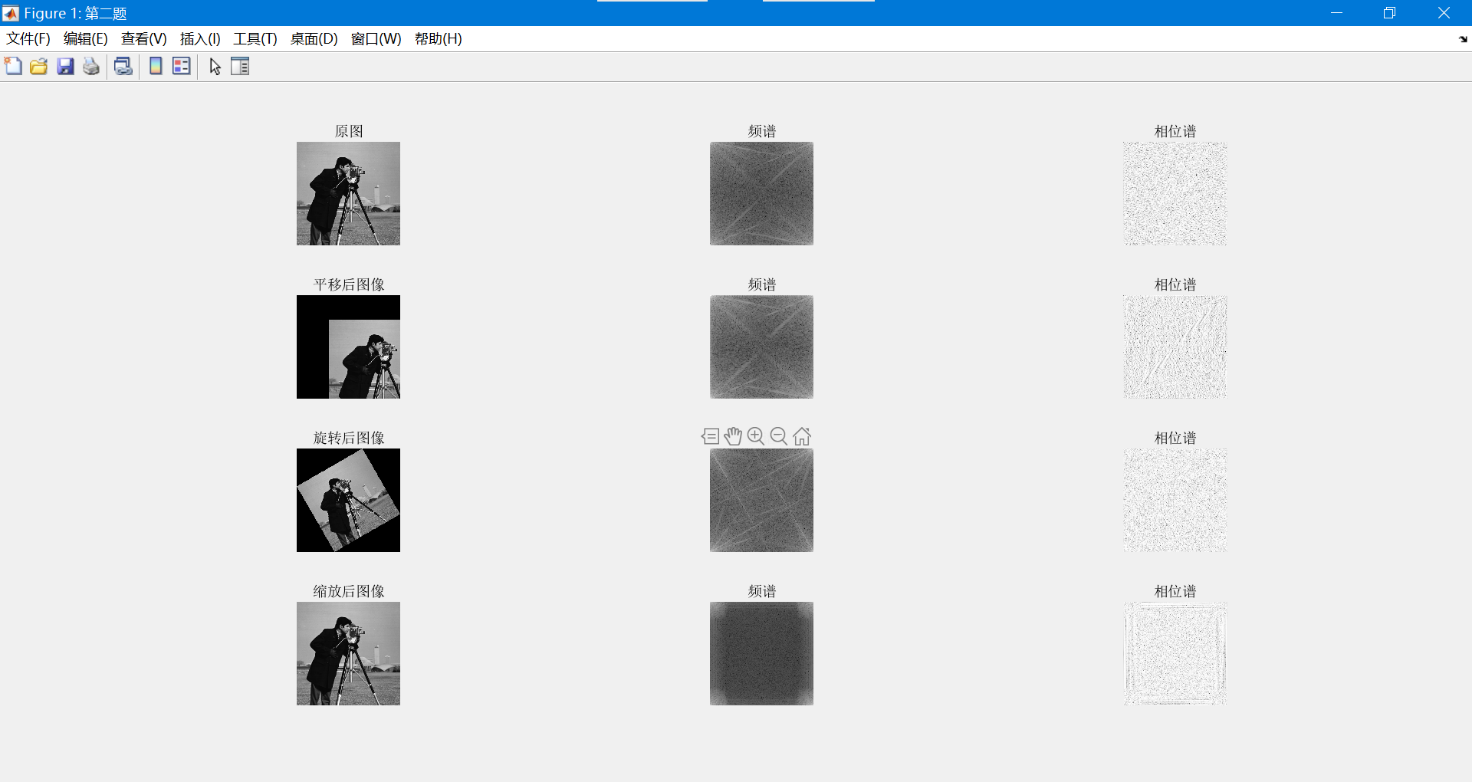 Figure 1: 第二题
文件(F) 编辑(E) 查看(V) 插入(I) 工具(T) 桌面(D) 窗口(W) 帮助(H)
原图 频谱 相位谱
平移后图像 频谱 相位谱
旋转后图像 频谱 相位谱
缩放后图像 频谱 相位谱